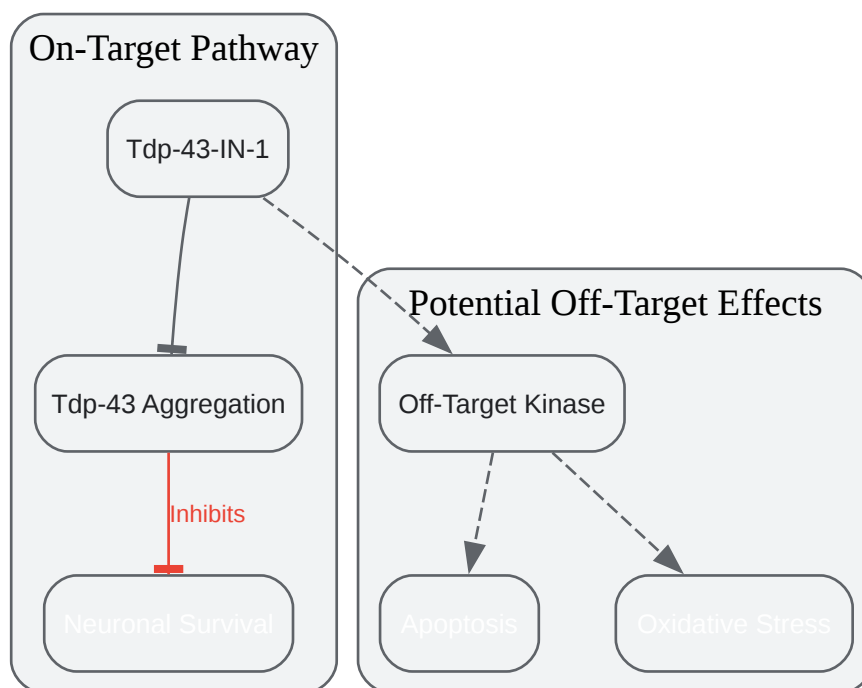 On-Target Pathway
Tdp-43-IN-1
Potential Off-Target Effects
Tdp-43 Aggregation
Off-Target Kinase
Inhibits
Neuronal Survival
Apoptosis
Oxidative Stress